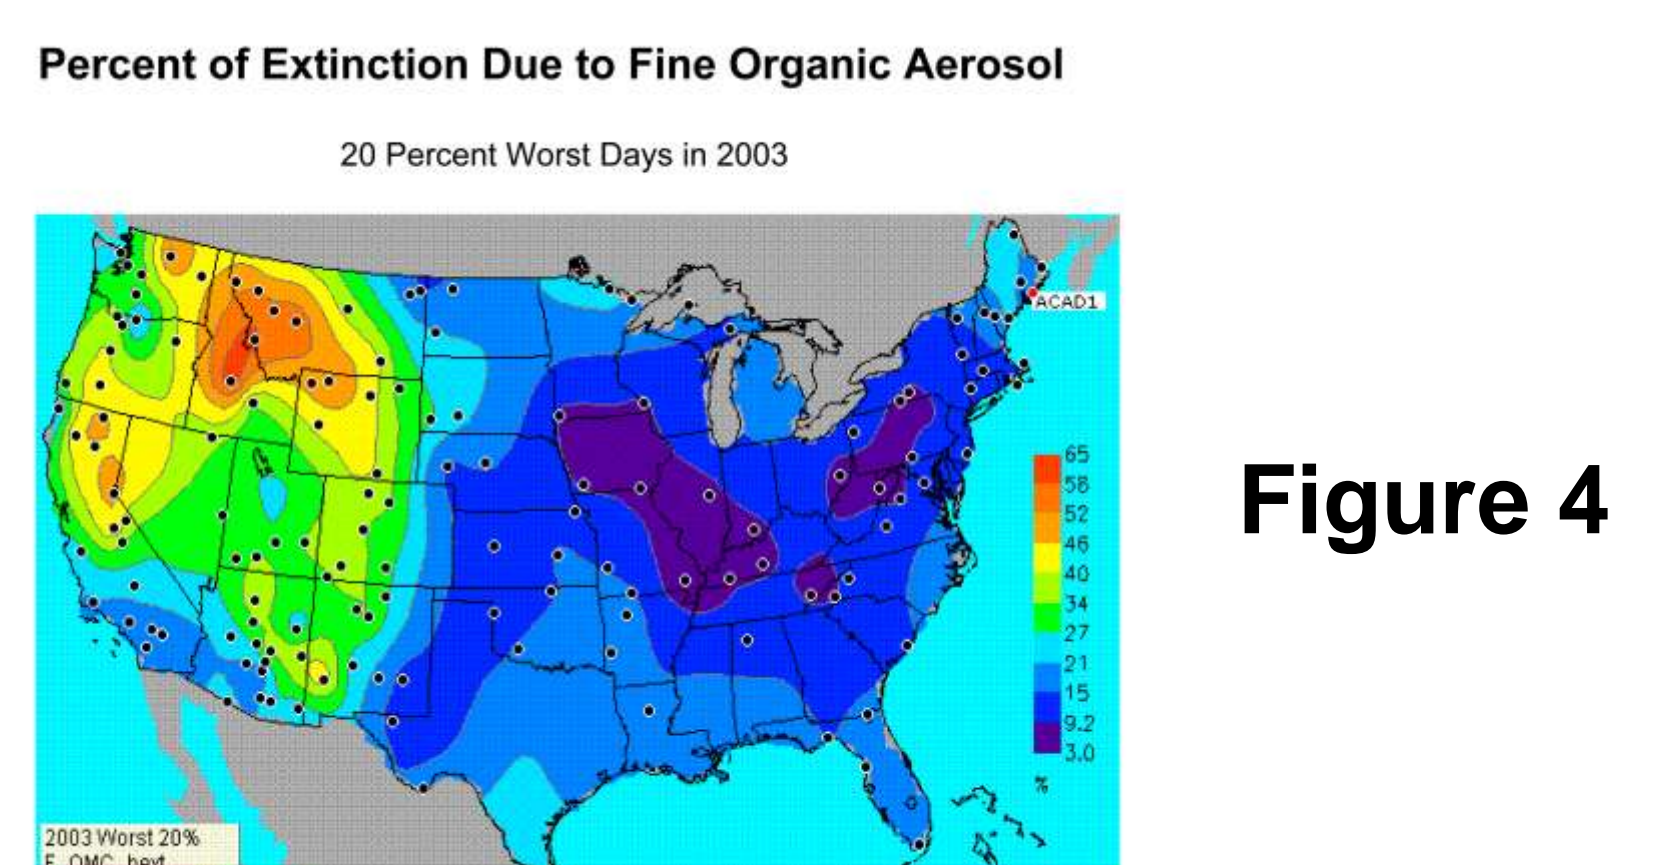 Percent of Extinction Due to Fine Organic Aerosol
20 Percent Worst Days in 2003
ACAD1
65
58
52
46
40
34
27
21
15
9.2
3.0
%
Figure 4
2003 Worst 20%
F_OMC_bext